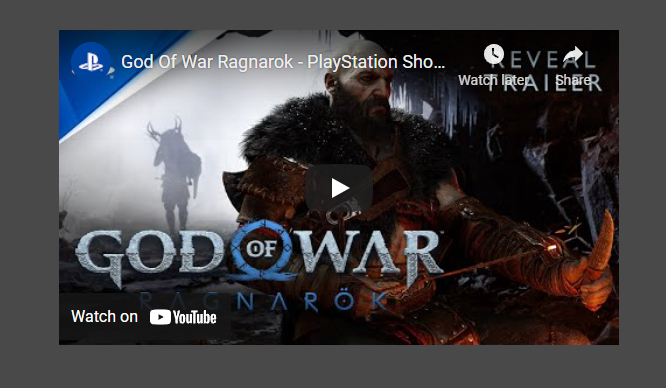 God Of War Ragnarok - PlayStation Sho...
Watch later
Share
REVEAL
TRAILER
GOD OF WAR
RAGNARÖK
Watch on YouTube